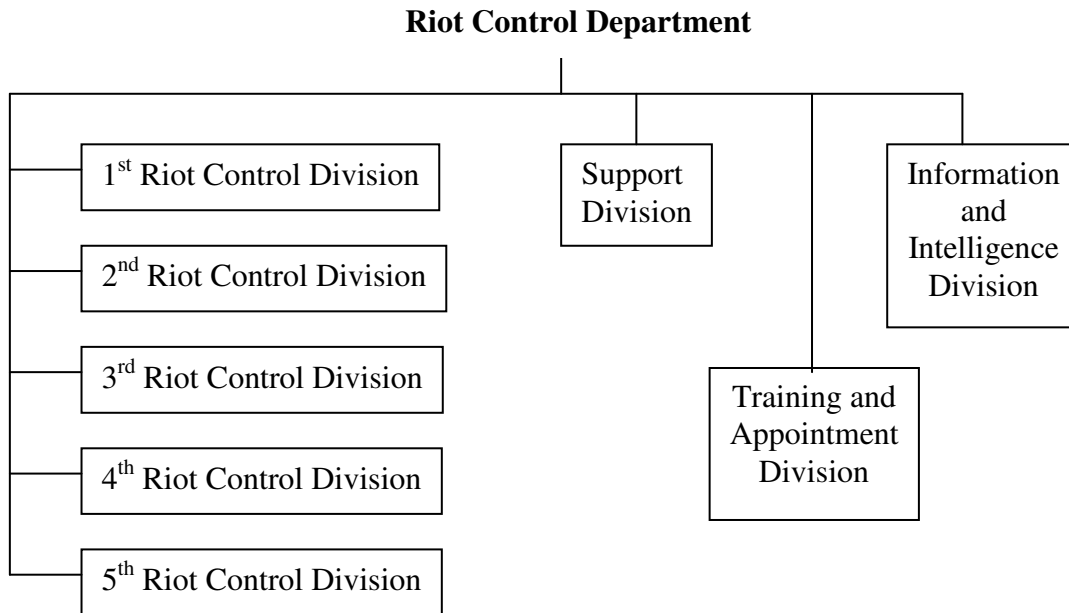 Riot Control Department
1st Riot Control Division
2nd Riot Control Division
3rd Riot Control Division
4th Riot Control Division
5th Riot Control Division
Support
Division
Training and
Appointment
Division
Information
and
Intelligence
Division